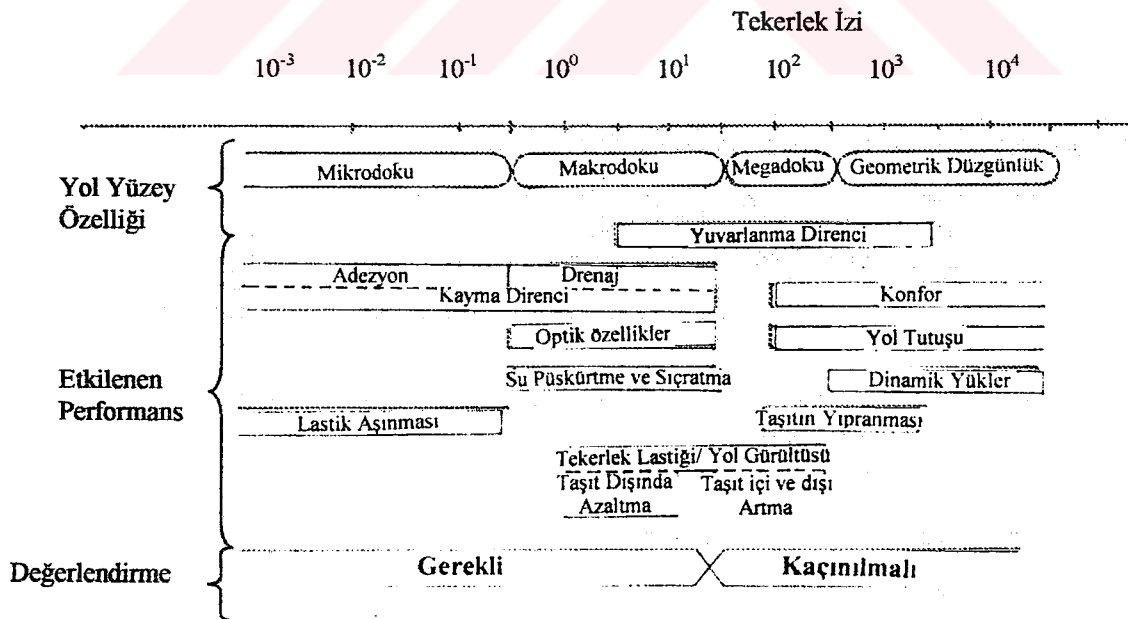 Tekerlek İzi
10-3 10-2 10-1 100 101 102 103 104
Yol Yüzey
Özelliği
Mikrodoku Makrodoku Megadoku Geometrik Düzgünlük
Yuvarlanma Direnci
Adezyon Drenaj
Kayma Direnci Konfor
Optik özellikler Yol Tutuşu
Etkilenen
Performans
Su Püskürtme ve Sıçratma Dinamik Yükler
Lastik Aşınması Taşıtın Yıpranması
Tekerlek Lastiği/ Yol Gürültüsü
Taşıt Dışında Taşıt içi ve dışı
Azaltma Artma
Değerlendirme Gerekli Kaçınılmalı